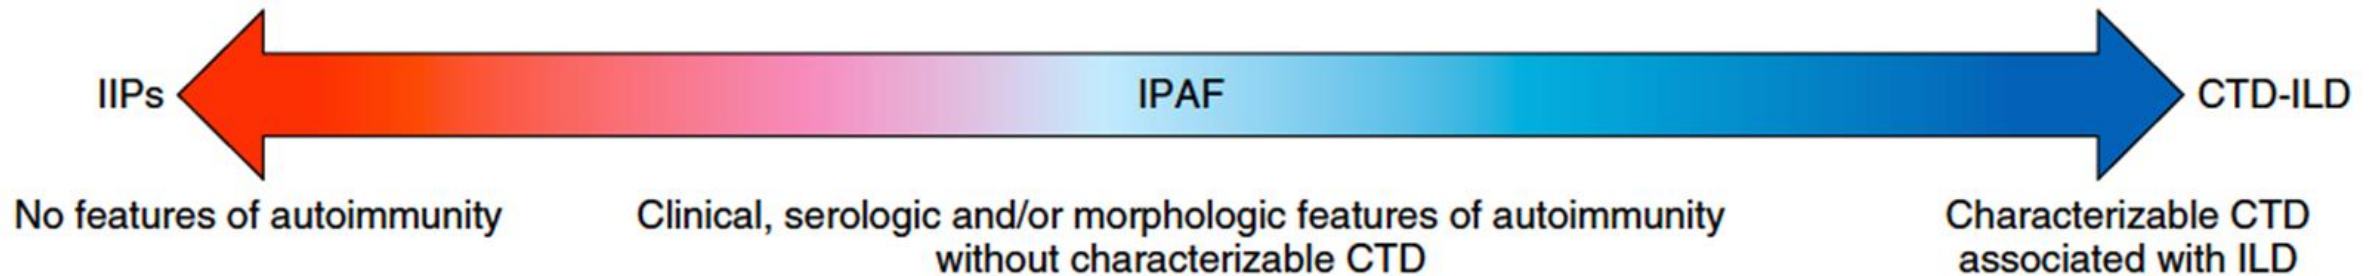 IIPs
IPAF
CTD-ILD
No features of autoimmunity
Clinical, serologic and/or morphologic features of autoimmunity
without characterizable CTD
Characterizable CTD
associated with ILD